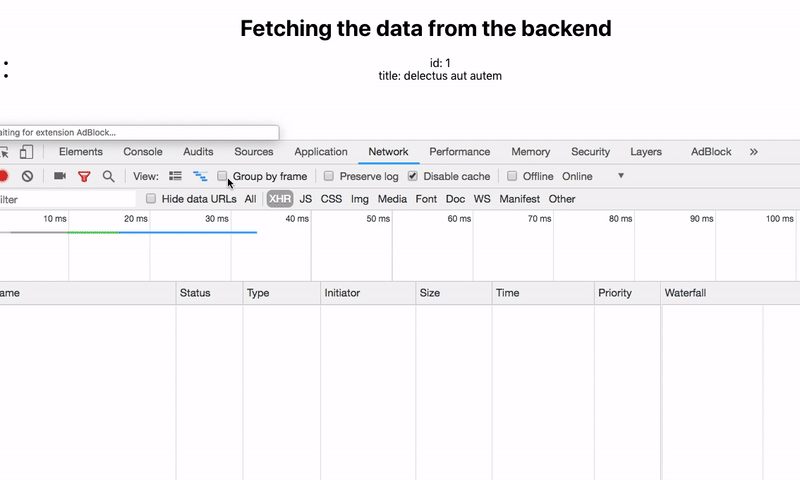 Fetching the data from the backend
id: 1
title: delectus aut autem
aiting for extension AdBlock...
Elements Console Audits Sources Application Network Performance Memory Security Layers AdBlock »
View: Group by frame Preserve log Disable cache Offline Online
ilter Hide data URLs All XHR JS CSS Img Media Font Doc WS Manifest Other
10 ms 20 ms 30 ms 40 ms 50 ms 60 ms 70 ms 80 ms 90 ms 100 ms
ame Status Type Initiator Size Time Priority Waterfall